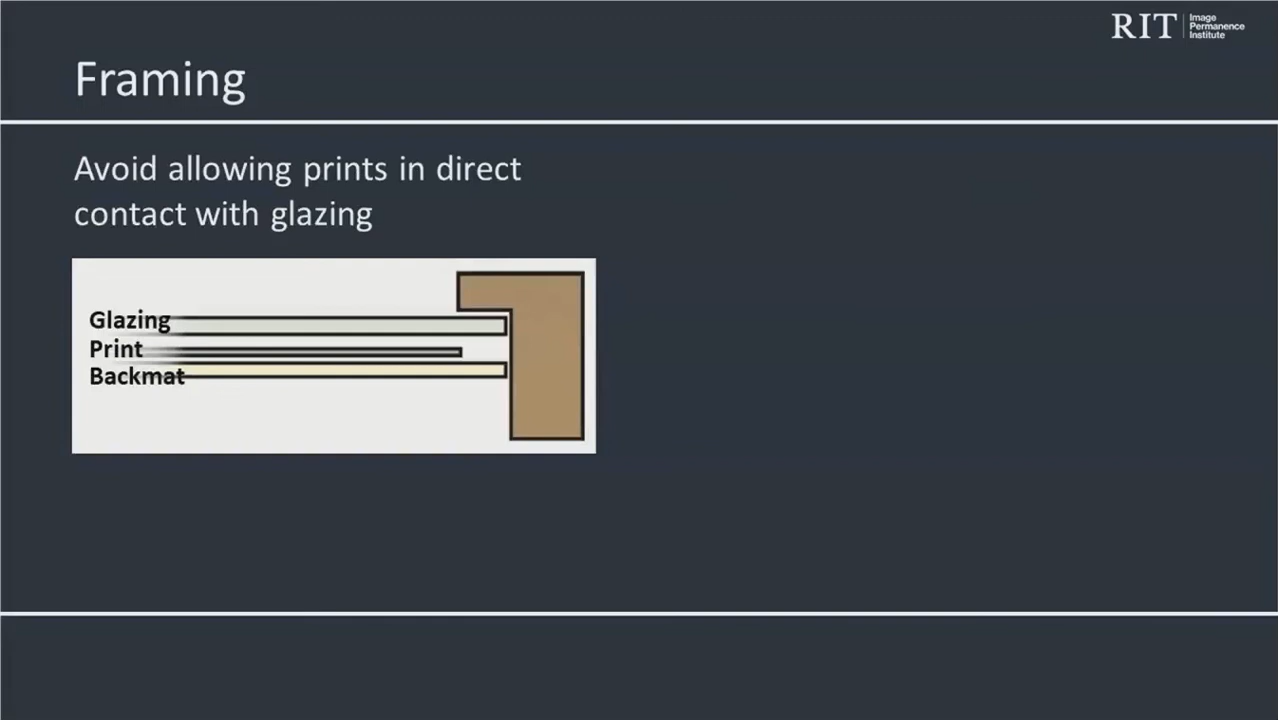 RIT
Image
Permanence
Institute
Framing
Avoid allowing prints in direct
contact with glazing
Glazing
Print
Backmat